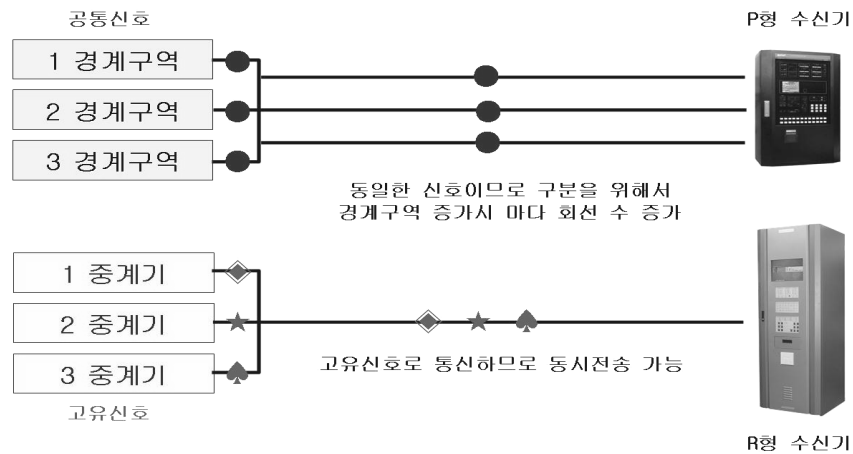 공통신호
P형 수신기
1 경계구역
2 경계구역
3 경계구역
동일한 신호이므로 구분을 위해서
경계구역 증가시 마다 회선 수 증가
1 중계기
2 중계기
3 중계기
고유신호로 통신하므로 동시전송 가능
고유신호
R형 수신기